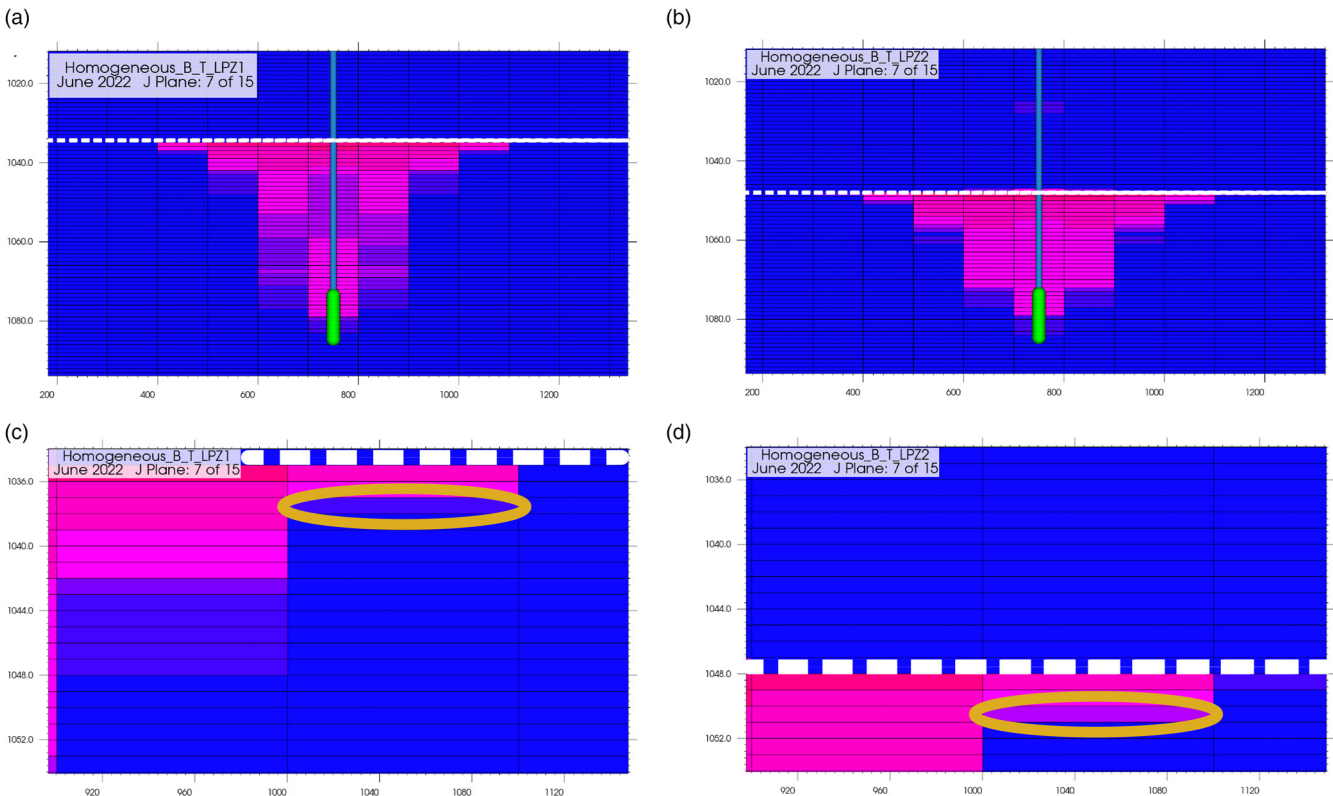 (a)
Homogeneous_B_T_LPZ1
June 2022 J Plane: 7 of 15
1020.0
1040.0
1060.0
1080.0
200 400 600 800 1000 1200
(b)
Homogeneous_B_T_LPZ2
June 2022 J Plane: 7 of 15
1020.0
1040.0
1060.0
1080.0
200 400 600 800 1000 1200
(c)
Homogeneous_B_T_LPZ1
June 2022 J Plane: 7 of 15
1036.0
1040.0
1044.0
1048.0
1052.0
920 960 1000 1040 1080 1120
(d)
Homogeneous_B_T_LPZ2
June 2022 J Plane: 7 of 15
1036.0
1040.0
1044.0
1048.0
1052.0
920 960 1000 1040 1080 1120